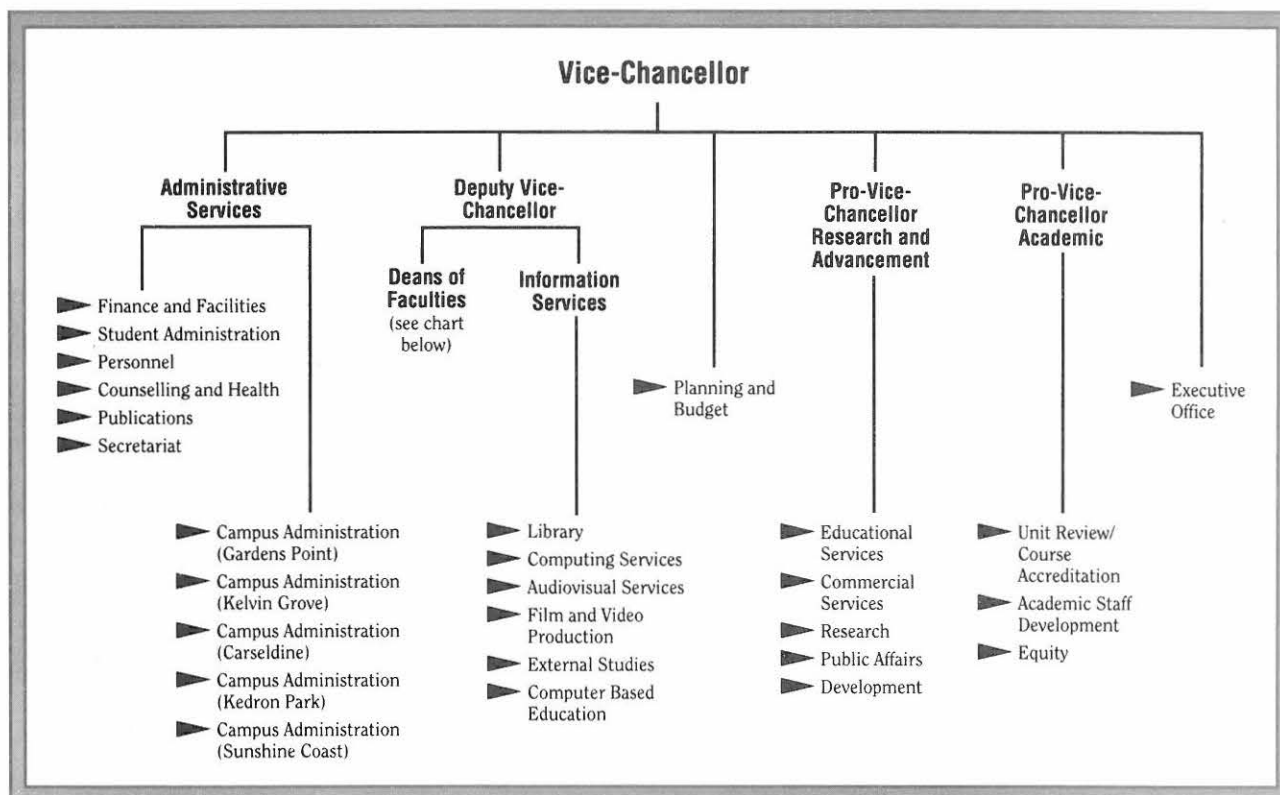 Vice-Chancellor
Administrative
Services
Finance and Facilities
Student Administration
Personnel
Counselling and Health
Publications
Secretariat
Campus Administration
(Gardens Point)
Campus Administration
(Kelvin Grove)
Campus Administration
(Carseldine)
Campus Administration
(Kedron Park)
Campus Administration
(Sunshine Coast)
Deputy Vice-
Chancellor
Deans of
Faculties
(see chart
below)
Information
Services
Library
Computing Services
Audiovisual Services
Film and Video
Production
External Studies
Computer Based
Education
Planning and
Budget
Pro-Vice-
Chancellor
Research and
Advancement
Educational
Services
Commercial
Services
Research
Public Affairs
Development
Pro-Vice-
Chancellor
Academic
Unit Review/
Course
Accreditation
Academic Staff
Development
Equity
Executive
Office